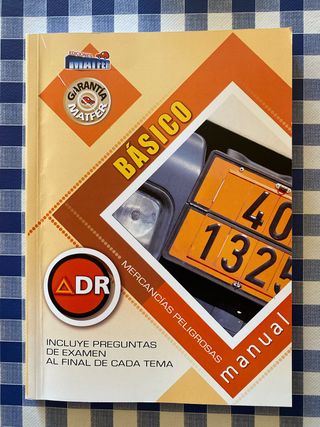 MATFER
GARANTÍA
MATFER
BÁSICO
40
1325
ADR
MERCANCÍAS PELIGROSAS
manual
INCLUYE PREGUNTAS
DE EXAMEN
AL FINAL DE CADA TEMA